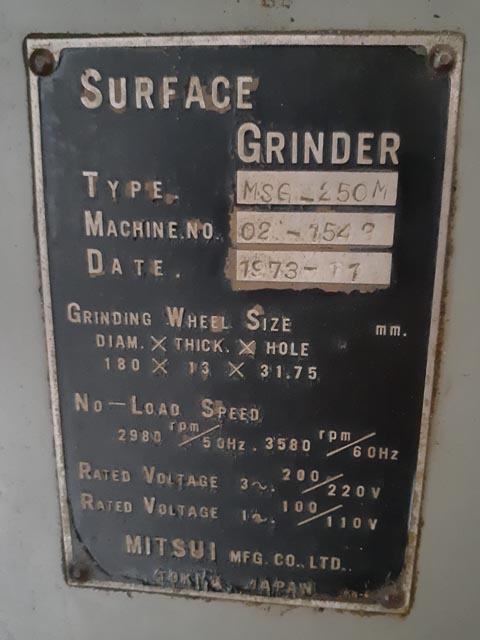 SURFACE
GRINDER
TYPE. MSG-250M
MACHINE.NO.
DATE. 1973-11
GRINDING WHEEL SIZE mm.
DIAM. × THICK. × HOLE
180 × 13 × 31.75
NO-LOAD SPEED
2980 rpm/50Hz. 3580 rpm/60Hz
RATED VOLTAGE 3~. 200/220V
RATED VOLTAGE 1~. 100/110V
MITSUI MFG. CO., LTD.
JAPAN